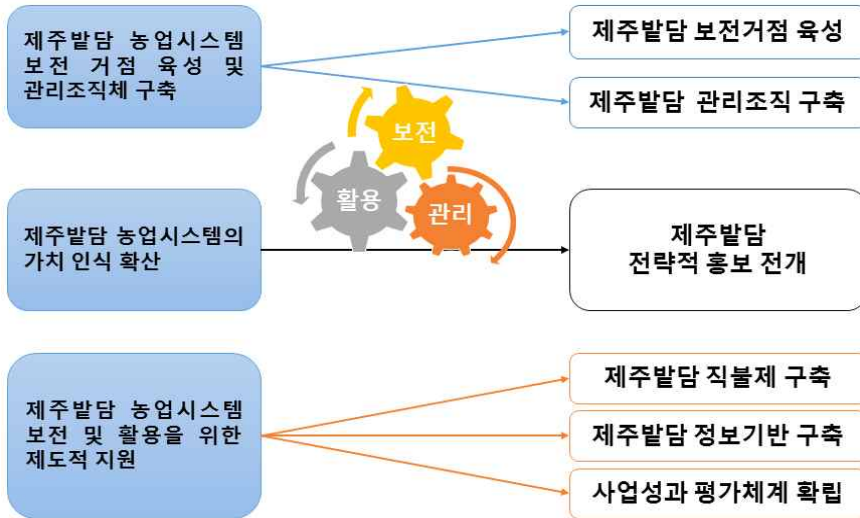 제주밭담 농업시스템
보전 거점 육성 및
관리조직체 구축
제주밭담 보전거점 육성
제주밭담 관리조직 구축
보전
활용
관리
제주밭담 농업시스템의
가치 인식 확산
제주밭담
전략적 홍보 전개
제주밭담 농업시스템
보전 및 활용을 위한
제도적 지원
제주밭담 직불제 구축
제주밭담 정보기반 구축
사업성과 평가체계 확립